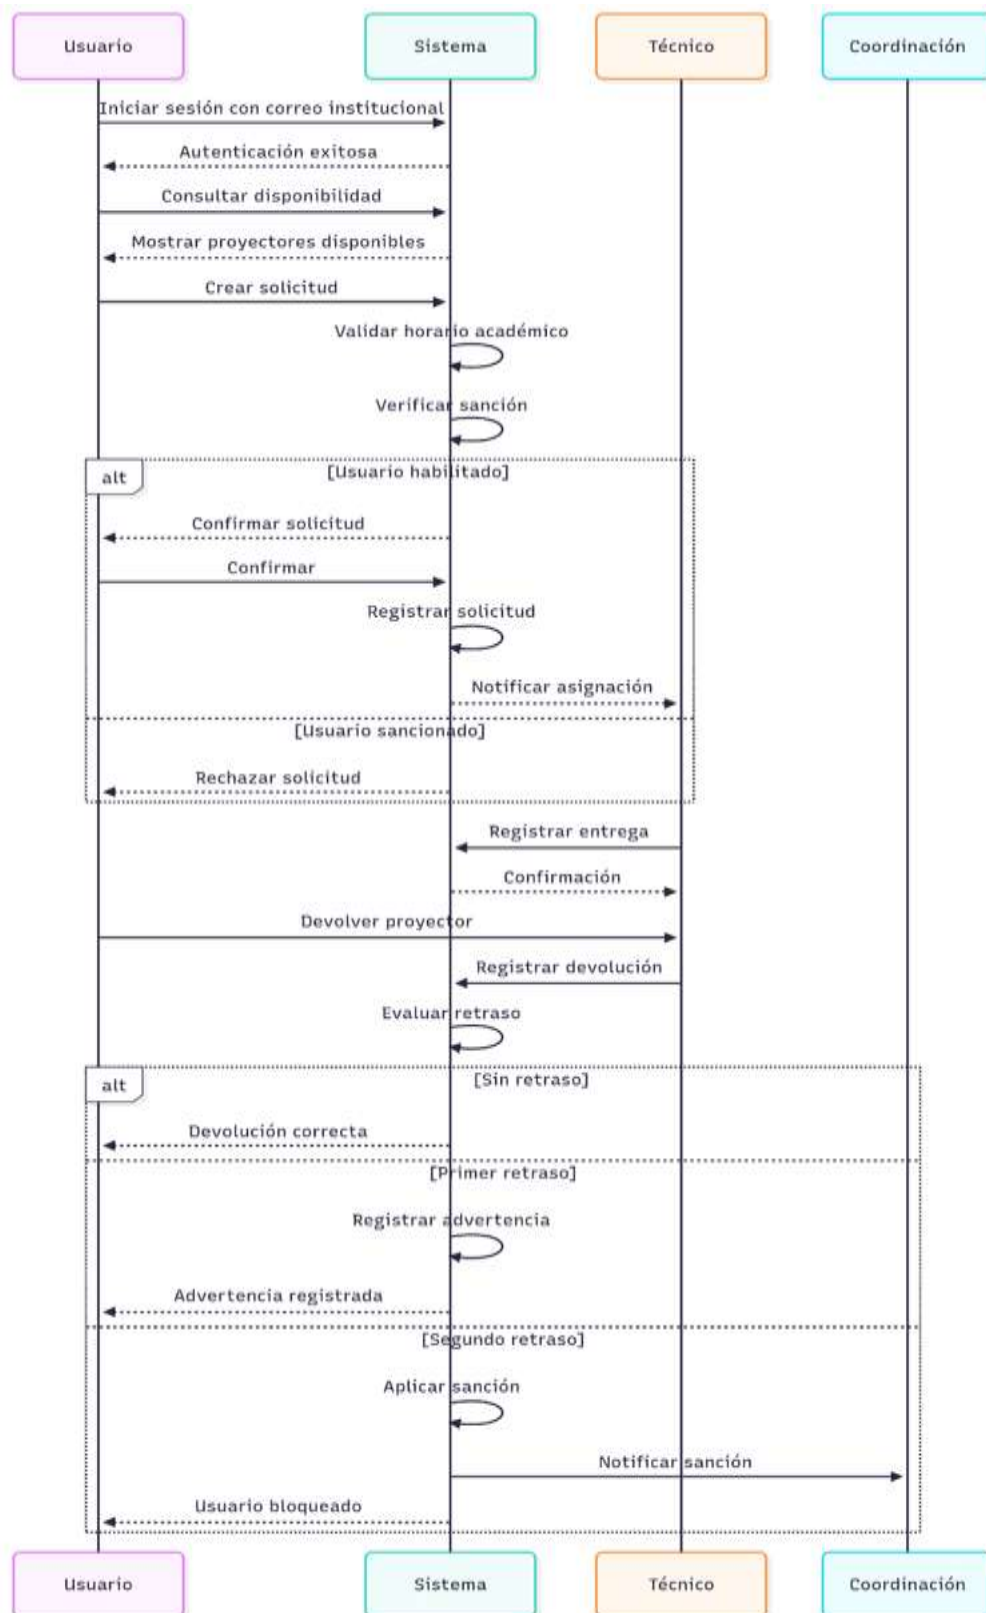 Usuario
Sistema
Técnico
Coordinación
Iniciar sesión con correo institucional
Autenticación exitosa
Consultar disponibilidad
Mostrar proyectores disponibles
Crear solicitud
Validar horario académico
Verificar sanción
alt
[Usuario habilitado]
Confirmar solicitud
Confirmar
Registrar solicitud
Notificar asignación
[Usuario sancionado]
Rechazar solicitud
Registrar entrega
Confirmación
Devolver proyector
Registrar devolución
Evaluar retraso
alt
[Sin retraso]
Devolución correcta
[Primer retraso]
Registrar advertencia
Advertencia registrada
[Segundo retraso]
Aplicar sanción
Notificar sanción
Usuario bloqueado
Usuario
Sistema
Técnico
Coordinación